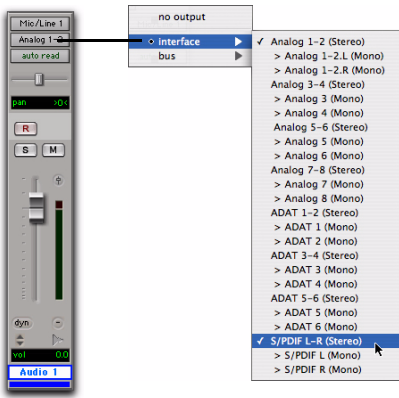 Mic/Line 1
Analog 1-2
auto read
pan >0<
R
S M
dyn
vol 0.0
Audio 1
no output
interface
bus
✓ Analog 1-2 (Stereo)
> Analog 1-2.L (Mono)
> Analog 1-2.R (Mono)
Analog 3-4 (Stereo)
> Analog 3 (Mono)
> Analog 4 (Mono)
Analog 5-6 (Stereo)
> Analog 5 (Mono)
> Analog 6 (Mono)
Analog 7-8 (Stereo)
> Analog 7 (Mono)
> Analog 8 (Mono)
ADAT 1-2 (Stereo)
> ADAT 1 (Mono)
> ADAT 2 (Mono)
ADAT 3-4 (Stereo)
> ADAT 3 (Mono)
> ADAT 4 (Mono)
ADAT 5-6 (Stereo)
> ADAT 5 (Mono)
> ADAT 6 (Mono)
✓ S/PDIF L-R (Stereo)
> S/PDIF L (Mono)
> S/PDIF R (Mono)